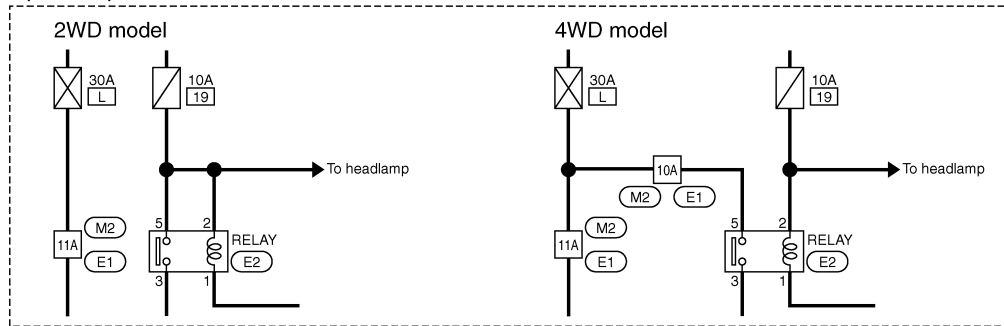 2WD model
30A
L
10A
19
To headlamp
M2
11A
E1
5
2
RELAY
E2
3
1
4WD model
30A
L
10A
19
10A
To headlamp
M2
E1
M2
11A
E1
5
2
RELAY
E2
3
1